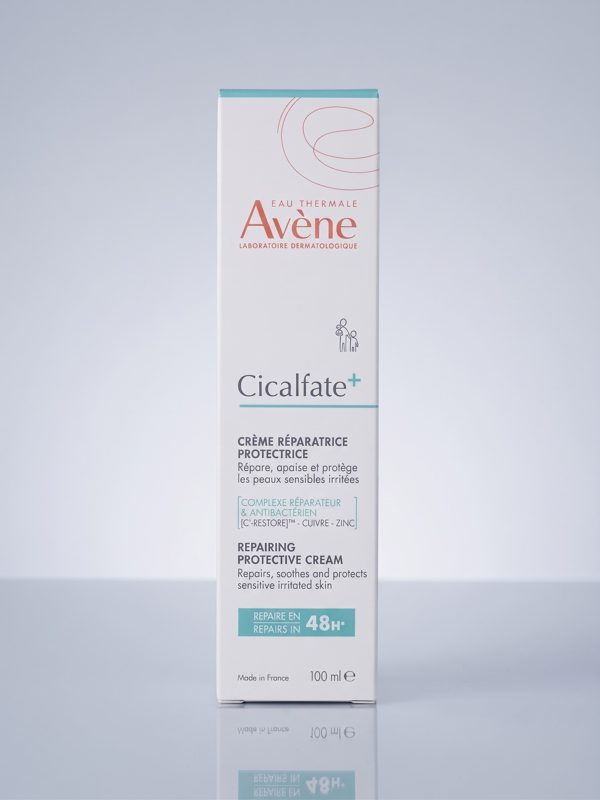 EAU THERMALE
Avène
LABORATOIRE DERMATOLOGIQUE
Cicalfate+
CRÈME RÉPARATRICE
PROTECTRICE
Répare, apaise et protège
les peaux sensibles irritées
COMPLEXE RÉPARATEUR
& ANTIBACTÉRIEN
[C+-RESTORE]™ - CUIVRE - ZINC
REPAIRING
PROTECTIVE CREAM
Repairs, soothes and protects
sensitive irritated skin
REPAIRE EN
REPAIRS IN
48H*
Made in France 100 ml ℮